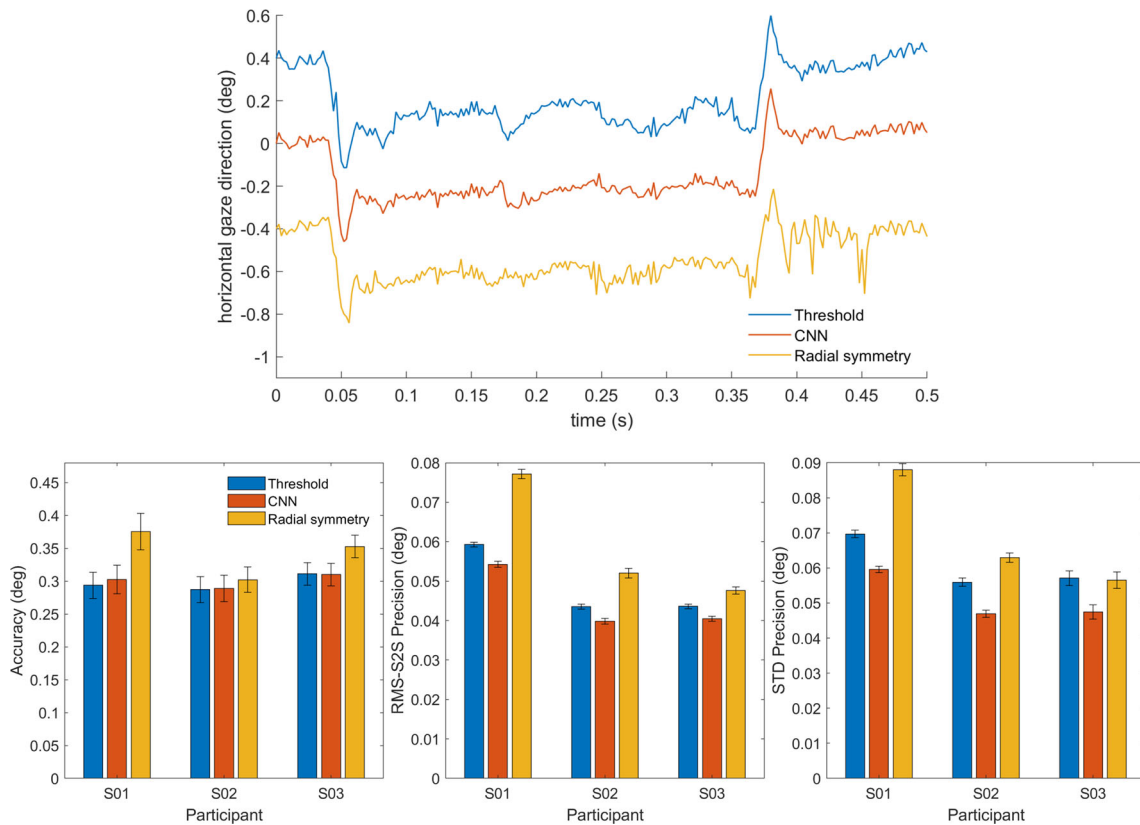 0.6
0.4
0.2
0
-0.2
-0.4
-0.6
-0.8
-1
horizontal gaze direction (deg)
Threshold
CNN
Radial symmetry
0 0.05 0.1 0.15 0.2 0.25 0.3 0.35 0.4 0.45 0.5
time (s)
0.45
0.4
0.35
0.3
0.25
0.2
0.15
0.1
0.05
0
Accuracy (deg)
Threshold
CNN
Radial symmetry
S01 S02 S03
Participant
0.08
0.07
0.06
0.05
0.04
0.03
0.02
0.01
0
RMS-S2S Precision (deg)
S01 S02 S03
Participant
0.09
0.08
0.07
0.06
0.05
0.04
0.03
0.02
0.01
0
STD Precision (deg)
S01 S02 S03
Participant